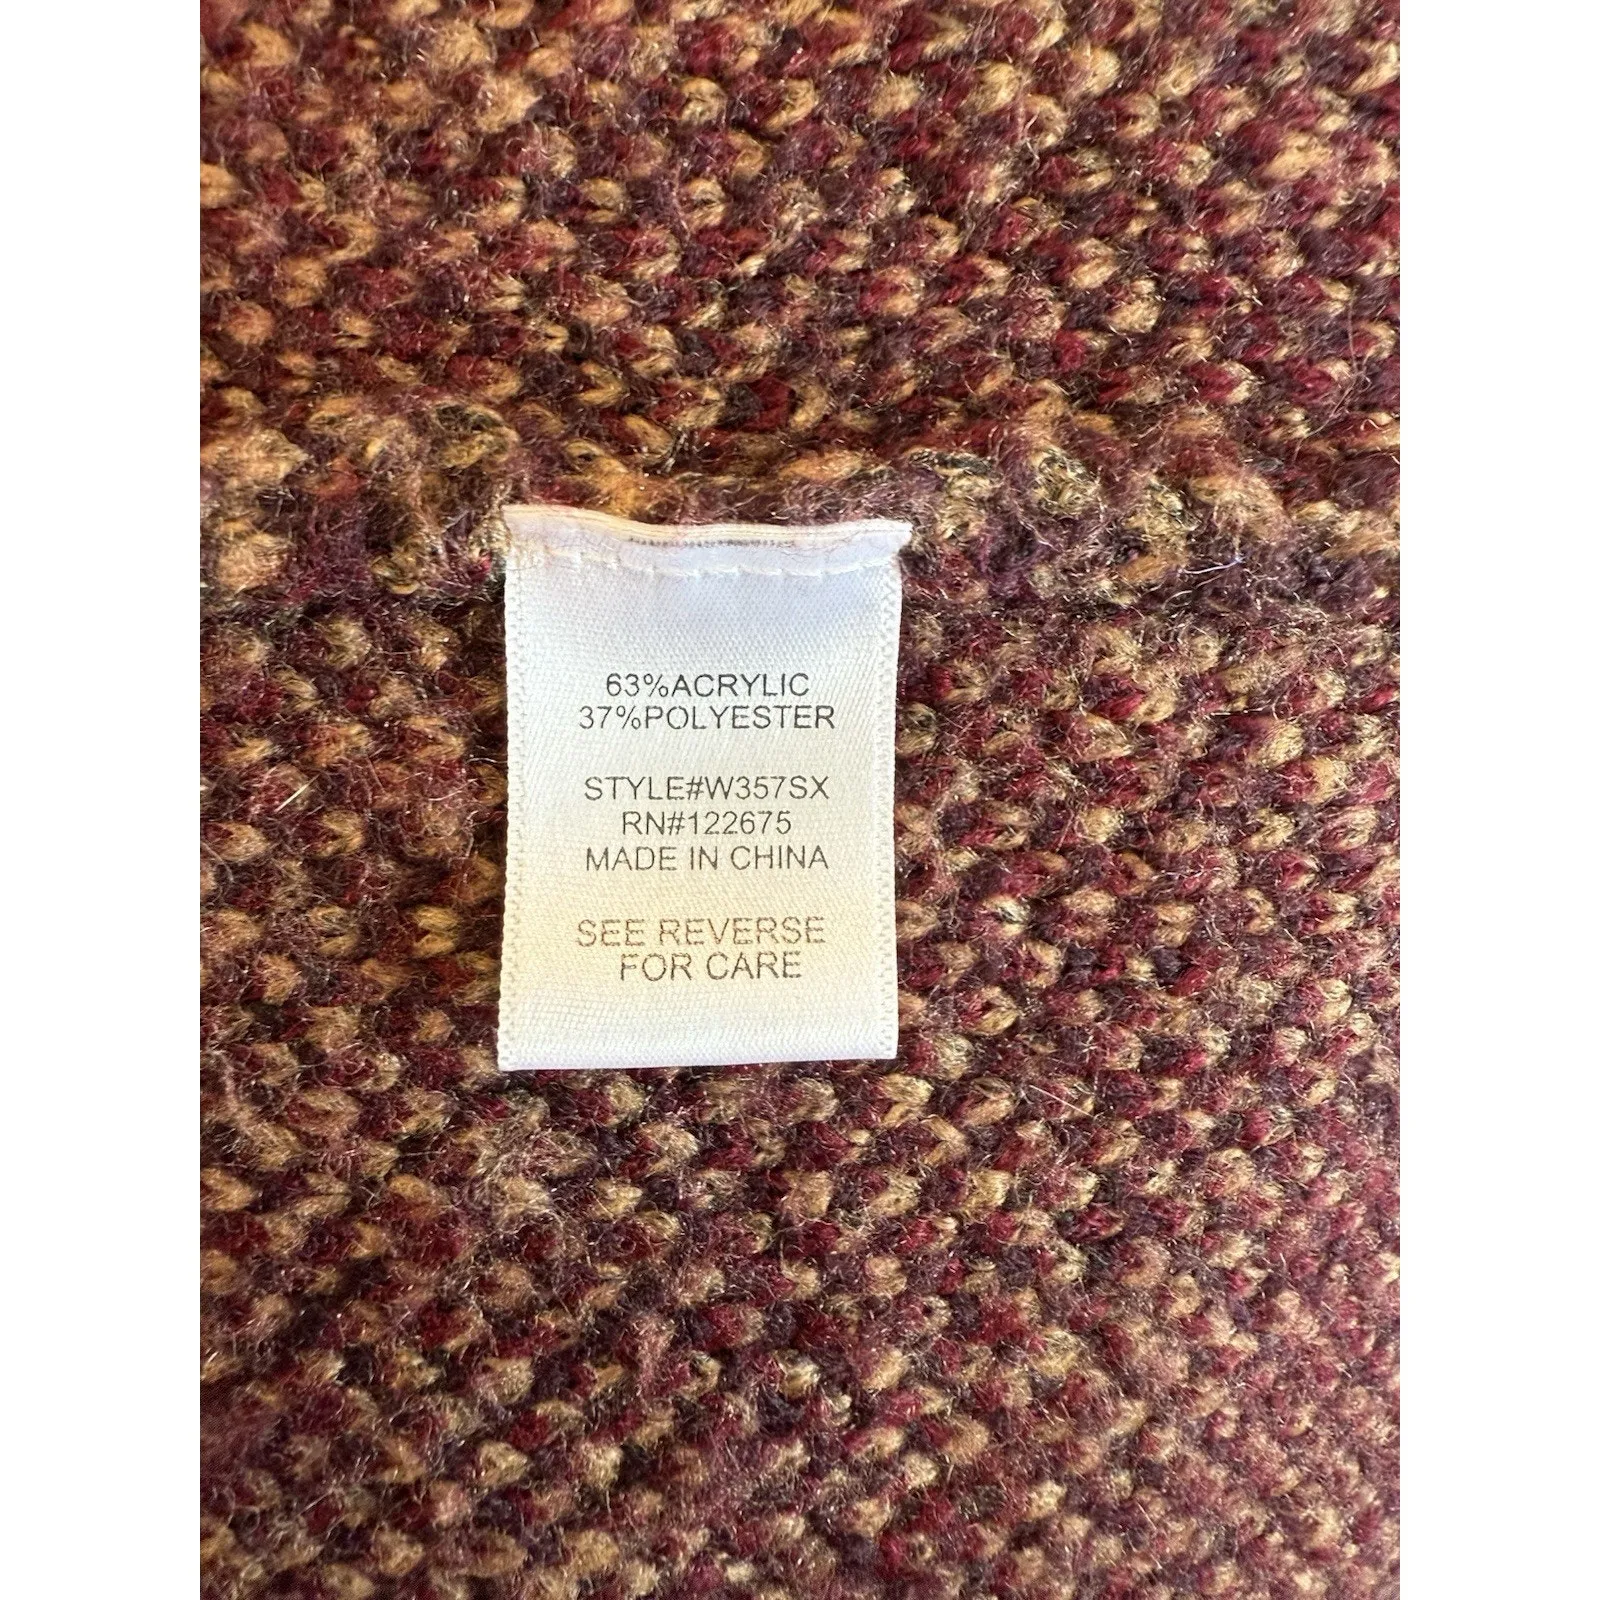 63%ACRYLIC
37%POLYESTER
STYLE#W357SX
RN#122675
MADE IN CHINA
SEE REVERSE
FOR CARE